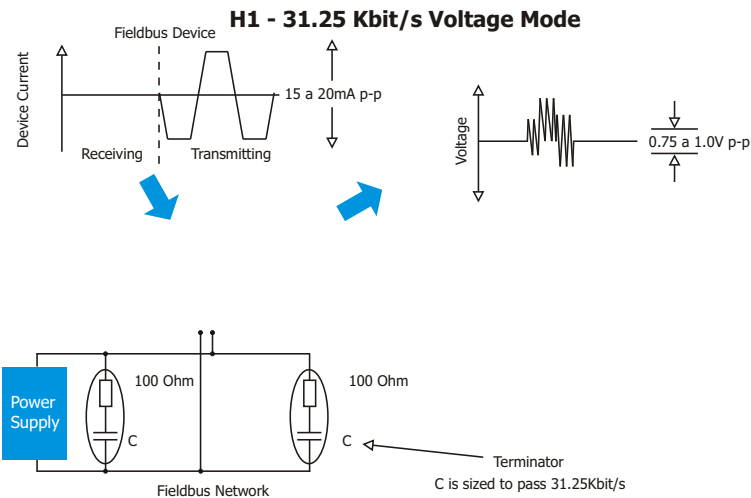 H1 - 31.25 Kbit/s Voltage Mode
Fieldbus Device
Device Current
15 a 20mA p-p
Receiving
Transmitting
Voltage
0.75 a 1.0V p-p
Power
Supply
100 Ohm
C
100 Ohm
C
Terminator
C is sized to pass 31.25Kbit/s
Fieldbus Network